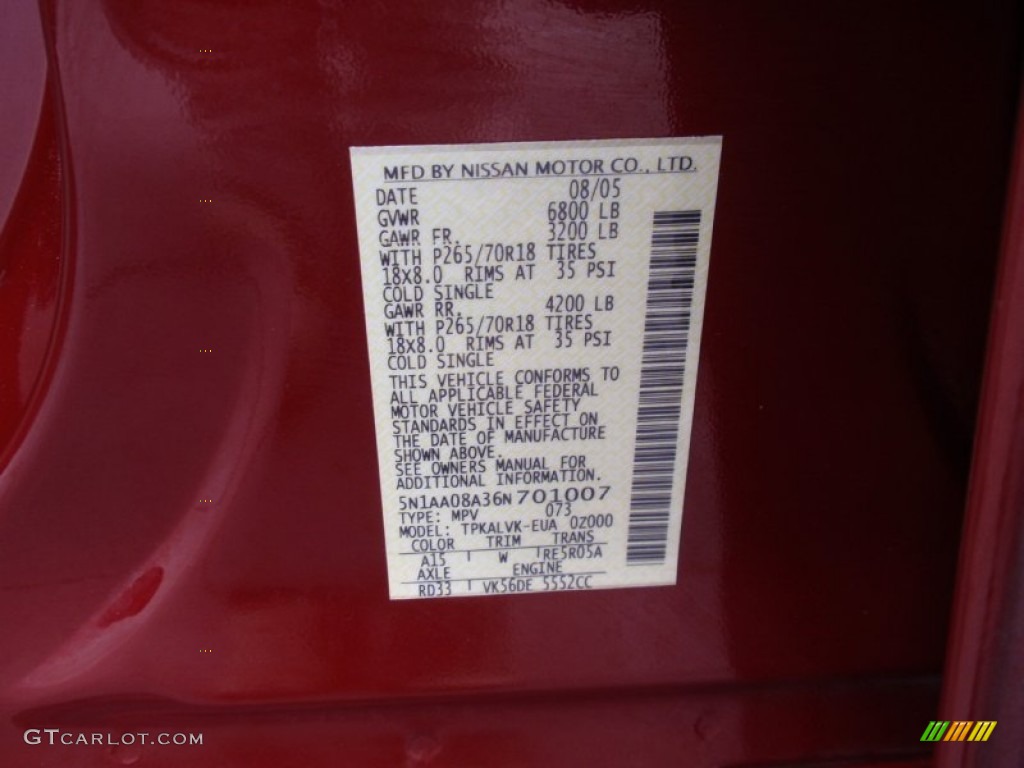 MFD BY NISSAN MOTOR CO., LTD.
DATE 08/05
GVWR 6800 LB
GAWR FR. 3200 LB
WITH P265/70R18 TIRES
18X8.0 RIMS AT 35 PSI
COLD SINGLE
GAWR RR. 4200 LB
WITH P265/70R18 TIRES
18X8.0 RIMS AT 35 PSI
COLD SINGLE
THIS VEHICLE CONFORMS TO
ALL APPLICABLE FEDERAL
MOTOR VEHICLE SAFETY
STANDARDS IN EFFECT ON
THE DATE OF MANUFACTURE
SHOWN ABOVE.
SEE OWNERS MANUAL FOR
ADDITIONAL INFORMATION.
5N1AA08A36N701007
TYPE: MPV 073
MODEL: TPKALVK-EUA 0Z000
COLOR TRIM TRANS
A15 W RE5R05A
AXLE ENGINE
RD33 VK56DE 5552CC
GTCARLOT.COM